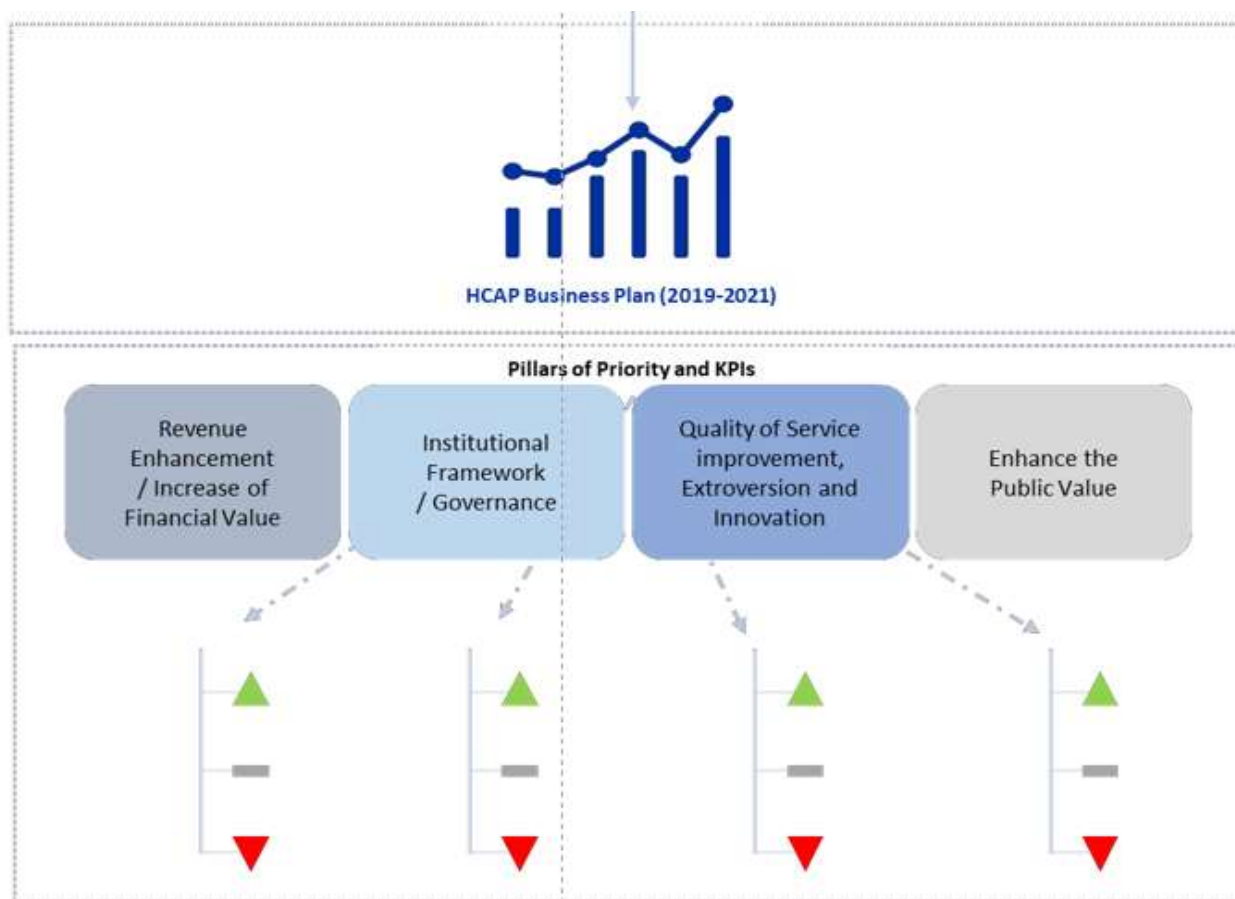 HCAP Business Plan (2019-2021)
Pillars of Priority and KPIs
Revenue
Enhancement
/ Increase of
Financial Value
Institutional
Framework
/ Governance
Quality of Service
improvement,
Extroversion and
Innovation
Enhance the
Public Value